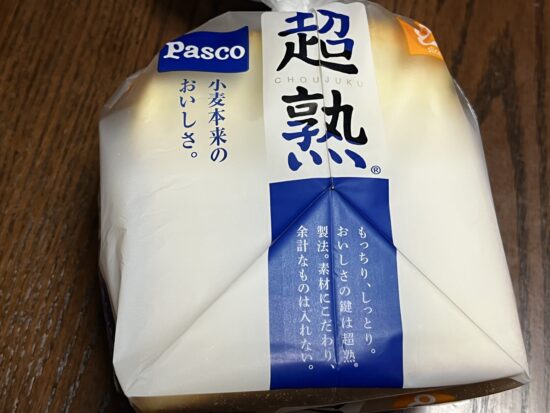 Pasco
小麦本来の
おいしさ。
超熟
CHOUJUKU
®
もっちり、しっとり。
おいしさの鍵は超熟
製法。素材にこだわり、
余計なものは入れない。